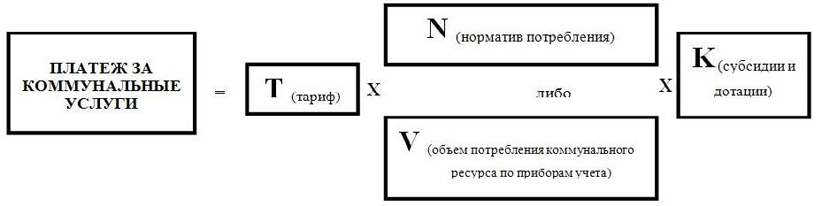 ПЛАТЕЖ ЗА
КОММУНАЛЬНЫЕ
УСЛУГИ
=
Т (тариф)
Х
N (норматив потребления)
либо
V (объем потребления коммунального
ресурса по приборам учета)
Х
К (субсидии и
дотации)